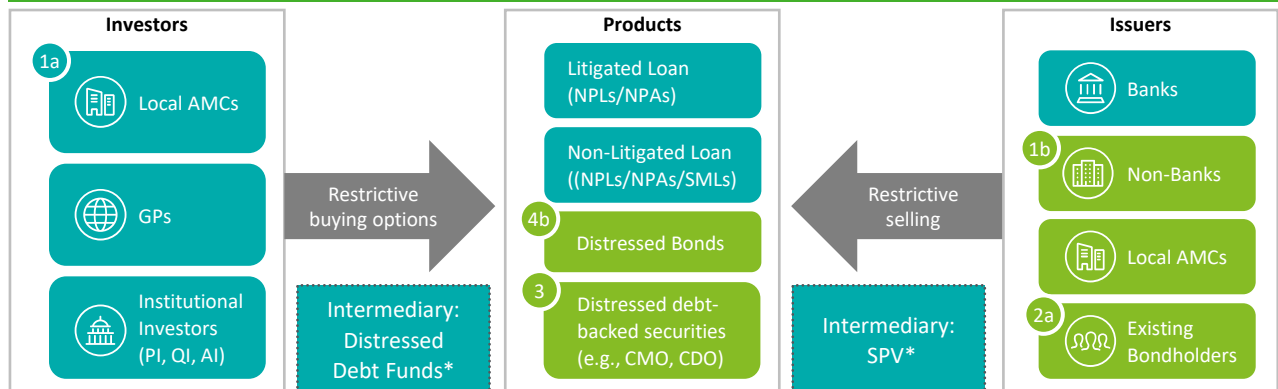 Investors
1a
Local AMCs
GPs
Institutional
Investors
(PI, QI, AI)
Restrictive
buying options
Intermediary:
Distressed
Debt Funds*
Products
Litigated Loan
(NPLs/NPAs)
Non-Litigated Loan
((NPLs/NPAs/SMLs)
4b
Distressed Bonds
3
Distressed debt-
backed securities
(e.g., CMO, CDO)
Restrictive
selling
Intermediary:
SPV*
Issuers
Banks
1b
Non-Banks
Local AMCs
2a
Existing
Bondholders